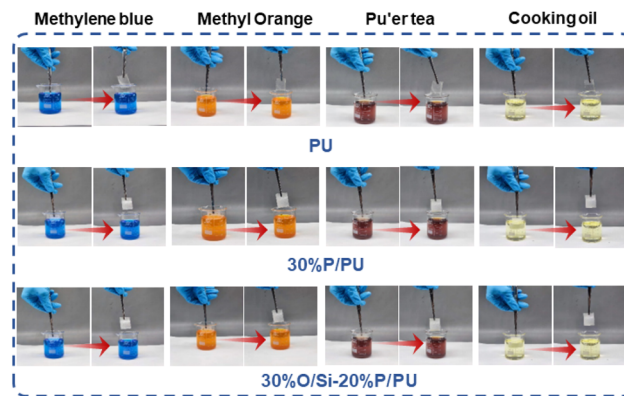 Methylene blue Methyl Orange Pu'er tea Cooking oil
PU
30%P/PU
30%O/Si-20%P/PU